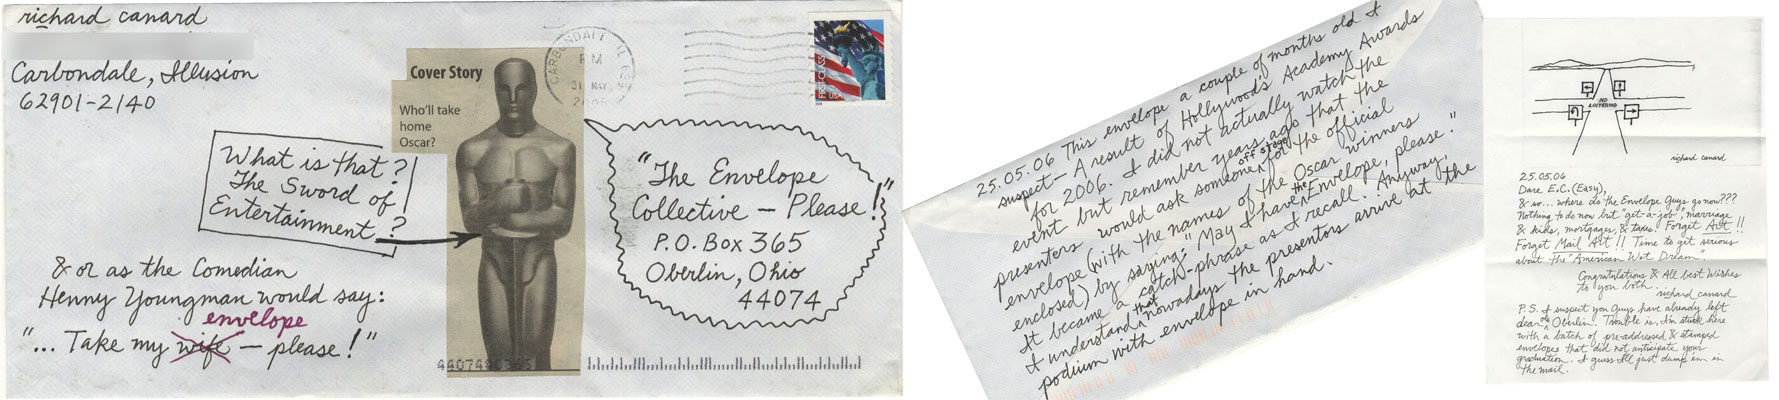 richard canard
Carbondale, Illusion
62901-2140
Cover Story
Who'll take
home
Oscar?
CARBONDALE IL
PM
31 MAY
2006
USA
What is that?
The Sword of
Entertainment?
"The Envelope
Collective — Please!"
P.O. Box 365
Oberlin, Ohio
44074
& or as the Comedian
Henny Youngman would say:
envelope
"... Take my wife — please!"
25.05.06 This envelope a couple of months old I
suspect — A result of Hollywood's Academy Awards
for 2006. I did not actually watch the
event but remember years ago that the
presentors would ask someone off stage for the official
envelope (with the names of the Oscar winners
enclosed) by saying, "May I have the Envelope, please."
It became a catch-phrase as I recall. Anyway,
I understand that nowadays the presentors arrive at the
podium with envelope in hand.
NO
LOITERING
richard canard
25.05.06
Dare E.C. (Easy),
& so... where do the Envelope Guys go now???
Nothing to do now but "get-a-job", marriage
& kids, mortgages, & taxes. Forget Art!!
Forget Mail Art!! Time to get serious
about the "American Wet Dream".
Congratulations & All best Wishes
to you both
richard canard
P.S. I suspect you Guys have already left
dear ole Oberlin. Trouble is, I'm stuck here
with a batch of pre-addressed & stamped
envelopes that did not anticipate your
graduation. I guess I'll just dump 'em in
the mail.